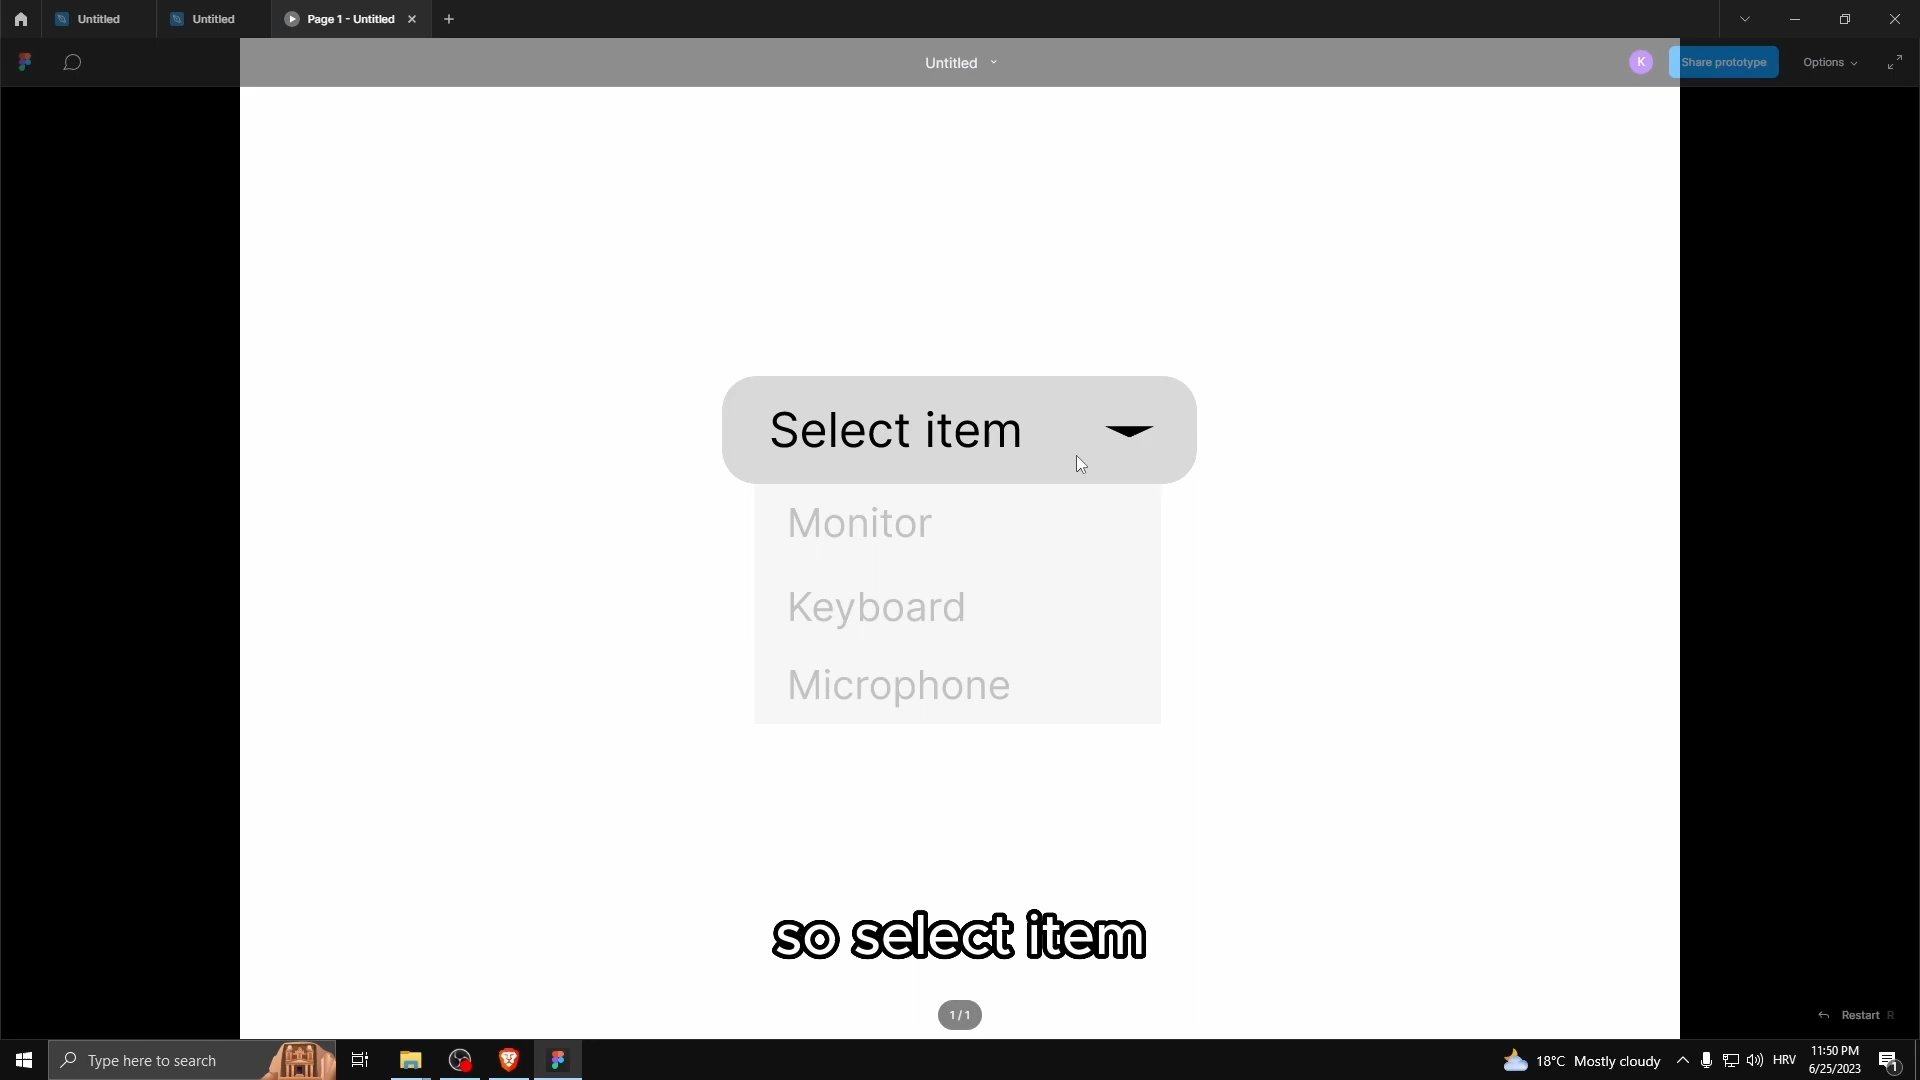 Untitled
Untitled
Page 1 - Untitled
Untitled
K
Share prototype
Options
Select item
Monitor
Keyboard
Microphone
so select item
1 / 1
Restart R
Type here to search
18°C Mostly cloudy
HRV
11:50 PM
6/25/2023
1